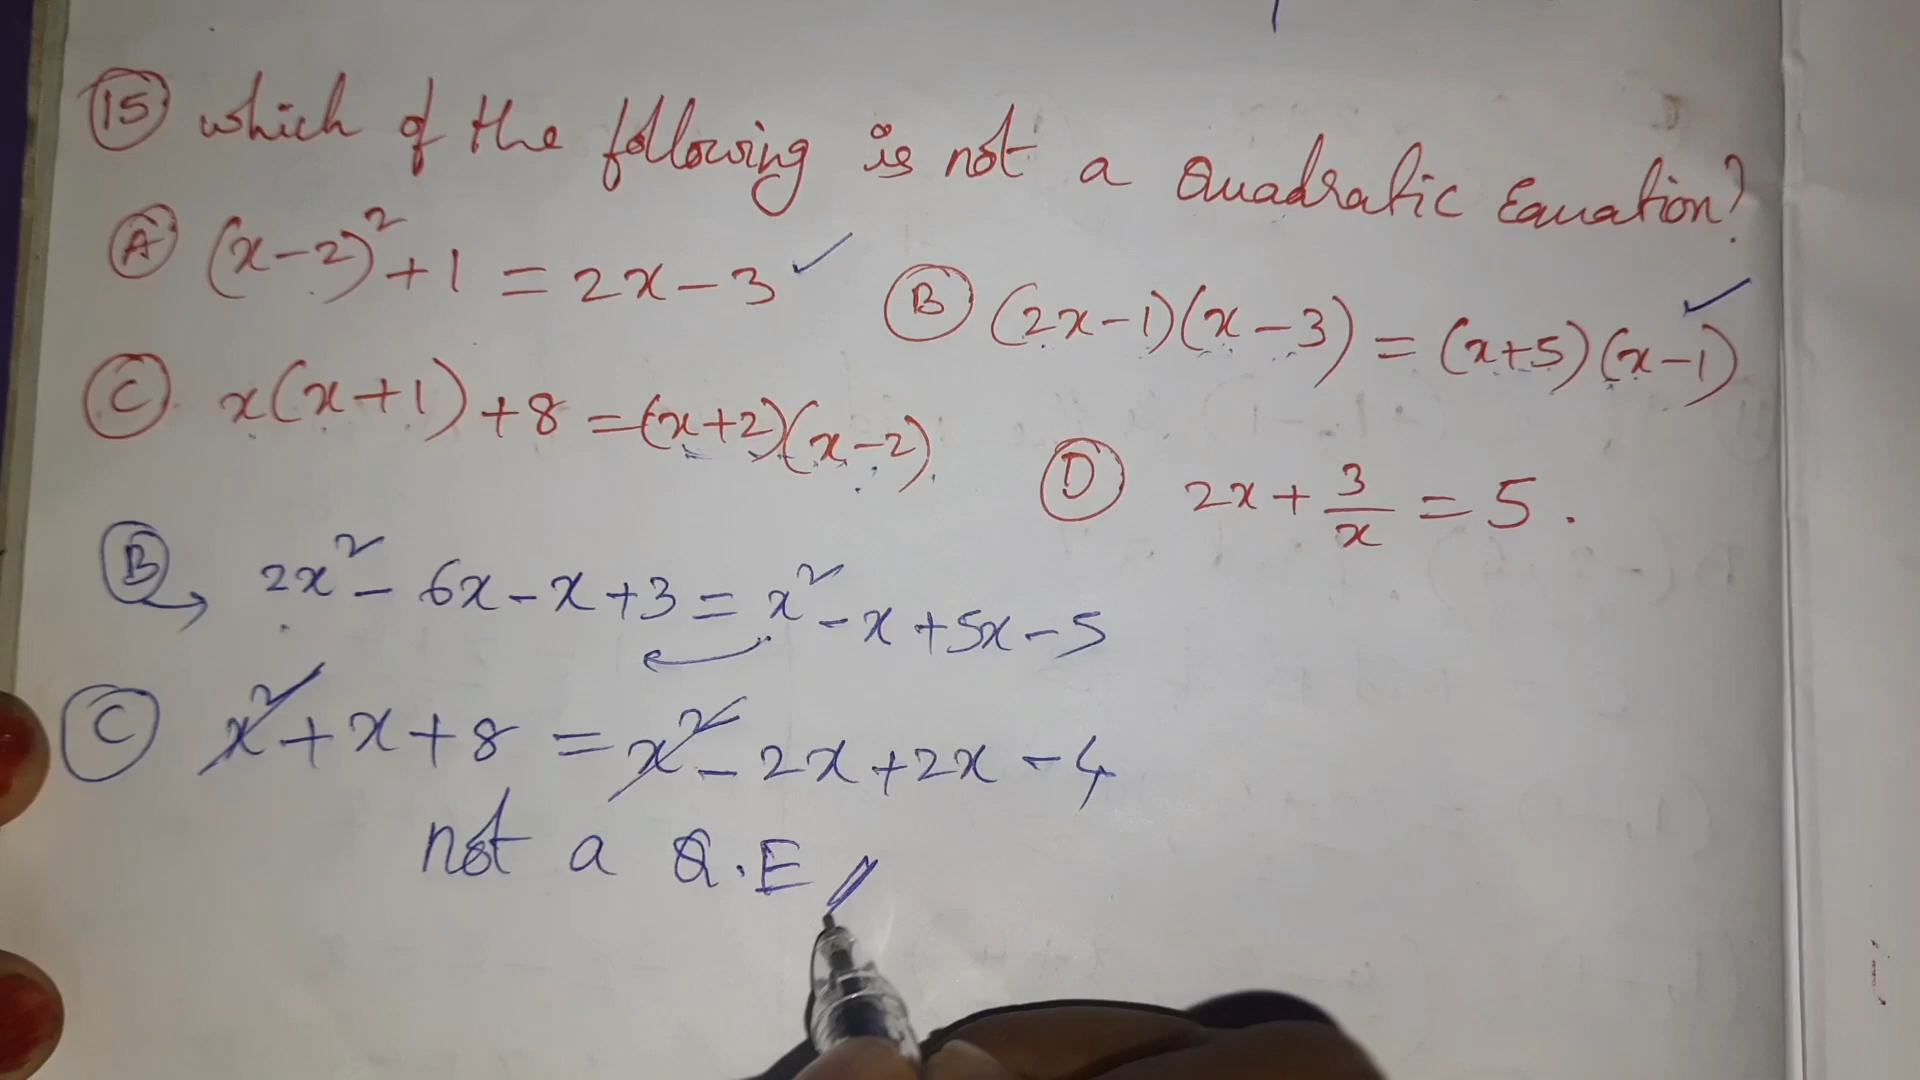 15 which of the following is not a Quadratic Equation?
A (x-2)²+1 = 2x-3 ✓
B (2x-1)(x-3) = (x+5)(x-1) ✓
C x(x+1)+8 = (x+2)(x-2).
D 2x + 3/x = 5.
B → 2x² - 6x - x + 3 = x² - x + 5x - 5
C x² + x + 8 = x² - 2x + 2x - 4
not a Q.E